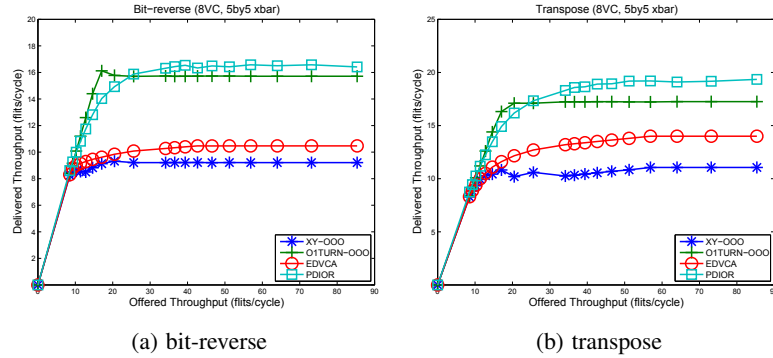 Bit-reverse (8VC, 5by5 xbar)
Delivered Throughput (flits/cycle)
20
18
16
14
12
10
8
6
4
2
0
0 10 20 30 40 50 60 70 80 90
Offered Throughput (flits/cycle)
XY-OOO
O1TURN-OOO
EDVCA
PDIOR
(a) bit-reverse
Transpose (8VC, 5by5 xbar)
Delivered Throughput (flits/cycle)
25
20
15
10
5
0
0 10 20 30 40 50 60 70 80 90
Offered Throughput (flits/cycle)
XY-OOO
O1TURN-OOO
EDVCA
PDIOR
(b) transpose